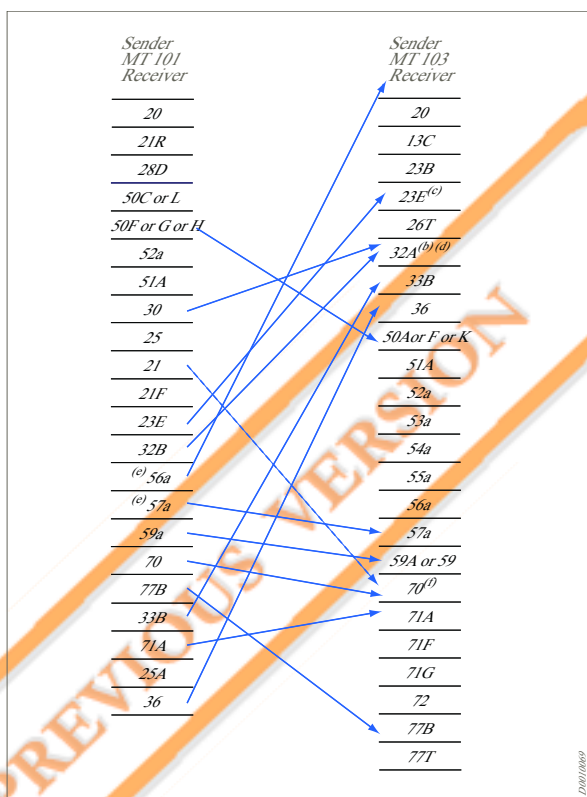 Sender
MT 101
Receiver
20
21R
28D
50C or L
50F or G or H
52a
51A
30
25
21
21F
23E
32B
(e) 56a
(e) 57a
59a
70
77B
33B
71A
25A
36
Sender
MT 103
Receiver
20
13C
23B
23E(c)
26T
32A(b) (d)
33B
36
50Aor F or K
51A
52a
53a
54a
55a
56a
57a
59A or 59
70(f)
71A
71F
71G
72
77B
77T
PREVIOUS VERSION
D0010069